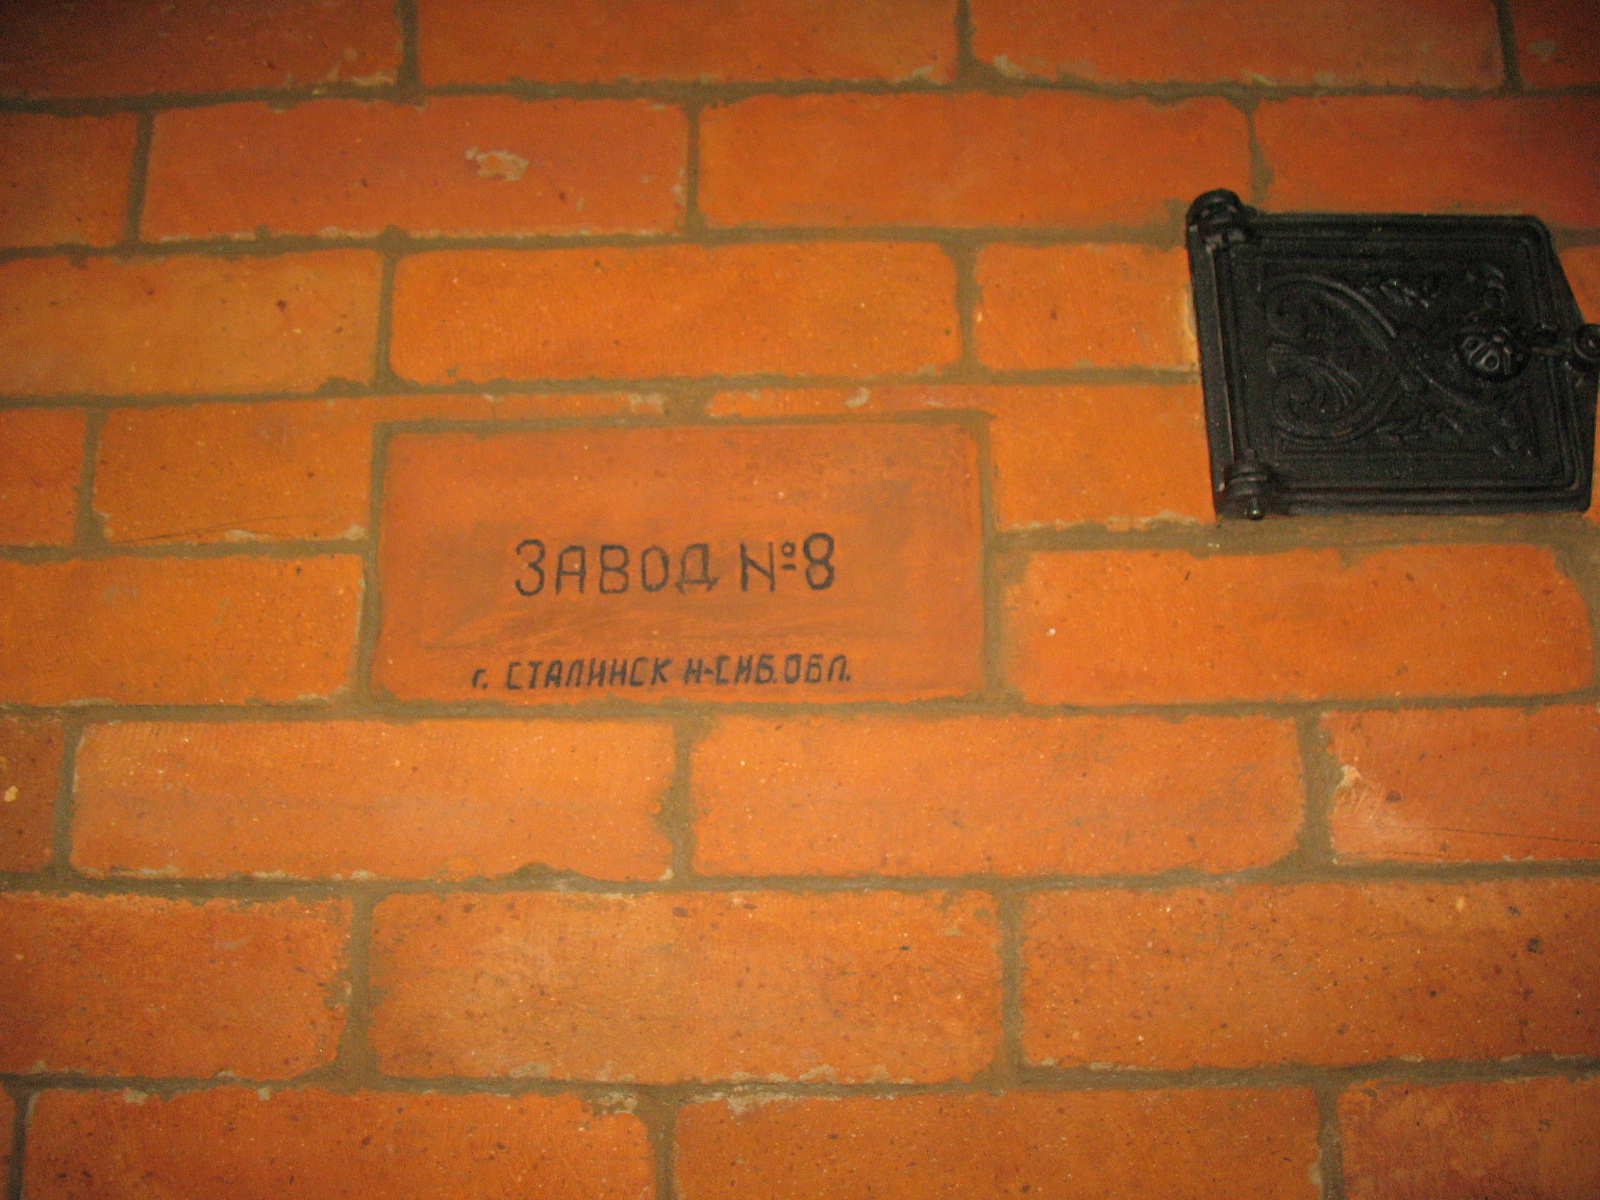 ЗАВОД №8
г. СТАЛИНСК Н-СИБ. ОБЛ.